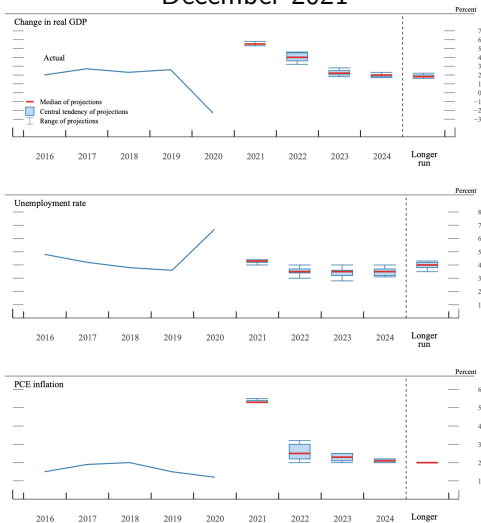 December 2021
Percent
Change in real GDP
7
6
5
Actual
4
3
2
1
0
Median of projections
−1
Central tendency of projections
−2
Range of projections
−3
2016 2017 2018 2019 2020 2021 2022 2023 2024 Longer run
Percent
Unemployment rate
8
7
6
5
4
3
2
1
2016 2017 2018 2019 2020 2021 2022 2023 2024 Longer run
Percent
PCE inflation
6
5
4
3
2
1
2016 2017 2018 2019 2020 2021 2022 2023 2024 Longer